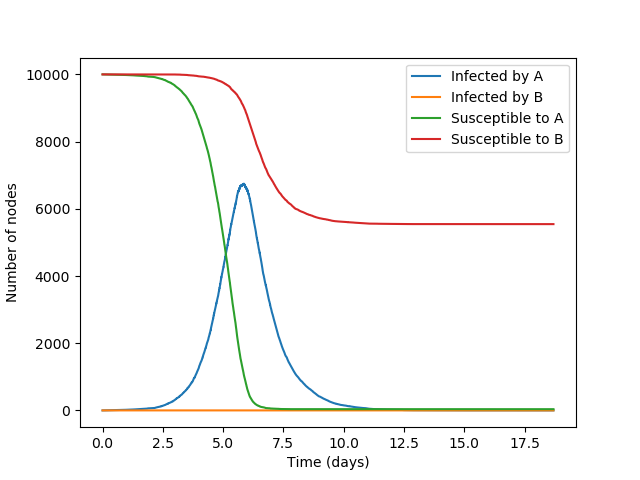 Infected by A
Infected by B
Susceptible to A
Susceptible to B
10000
8000
6000
4000
2000
0
Number of nodes
0.0 2.5 5.0 7.5 10.0 12.5 15.0 17.5
Time (days)